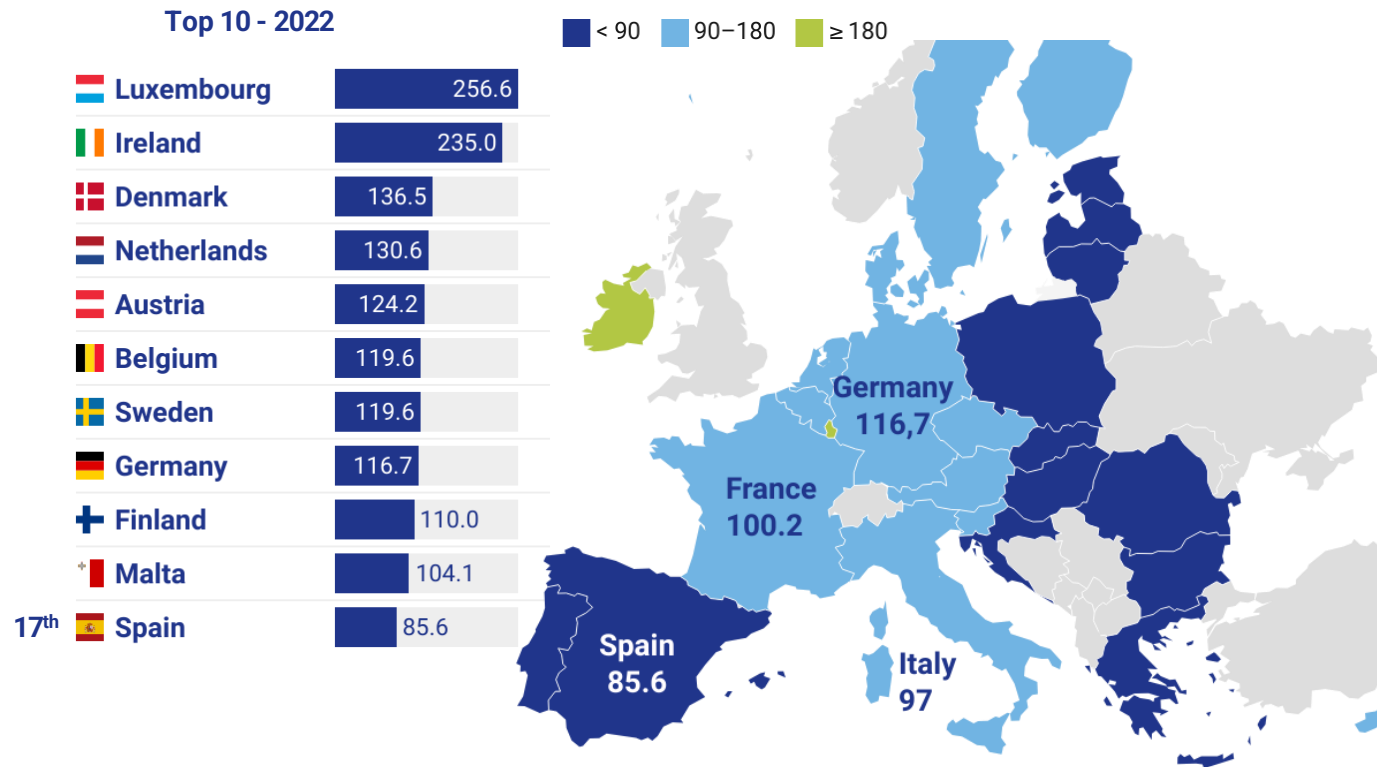 Top 10 - 2022
< 90 90–180 ≥ 180
Luxembourg 256.6
Ireland 235.0
Denmark 136.5
Netherlands 130.6
Austria 124.2
Belgium 119.6
Sweden 119.6
Germany 116.7
Finland 110.0
Malta 104.1
17th Spain 85.6
Germany
116,7
France
100.2
Spain
85.6
Italy
97